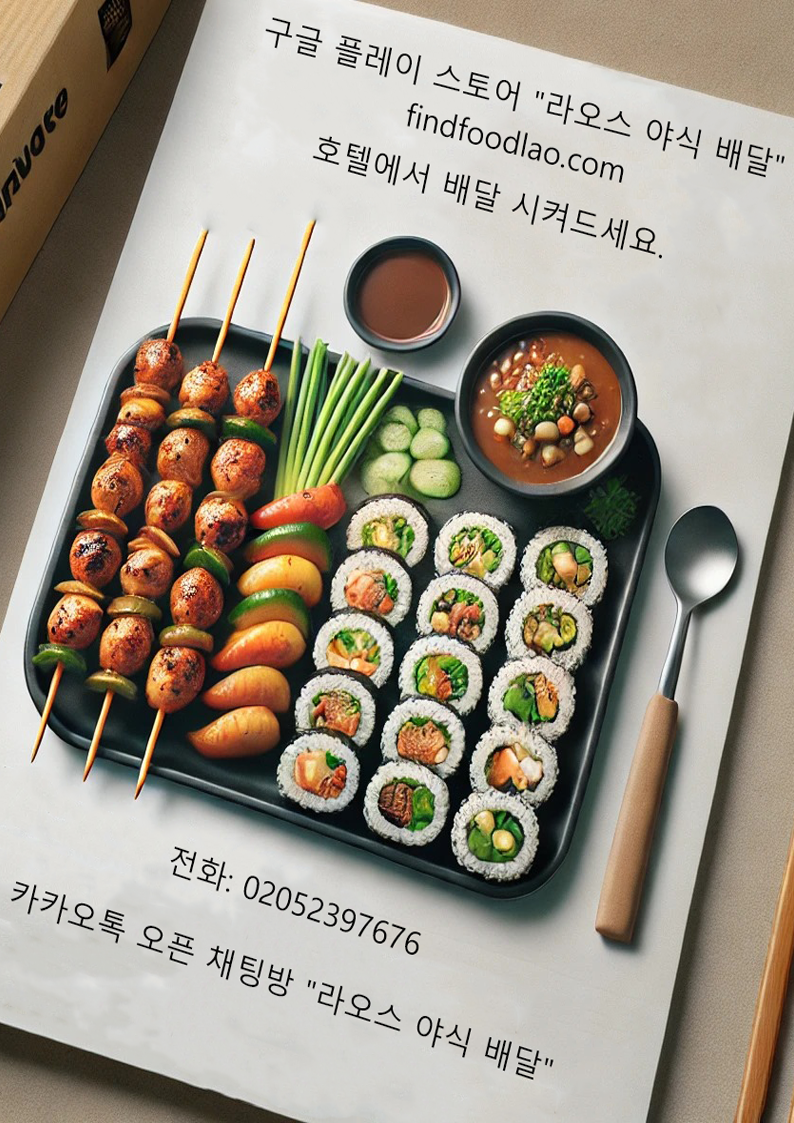 구글 플레이 스토어 "라오스 야식 배달"
findfoodlao.com
호텔에서 배달 시켜드세요.
전화: 02052397676
카카오톡 오픈 채팅방 "라오스 야식 배달"